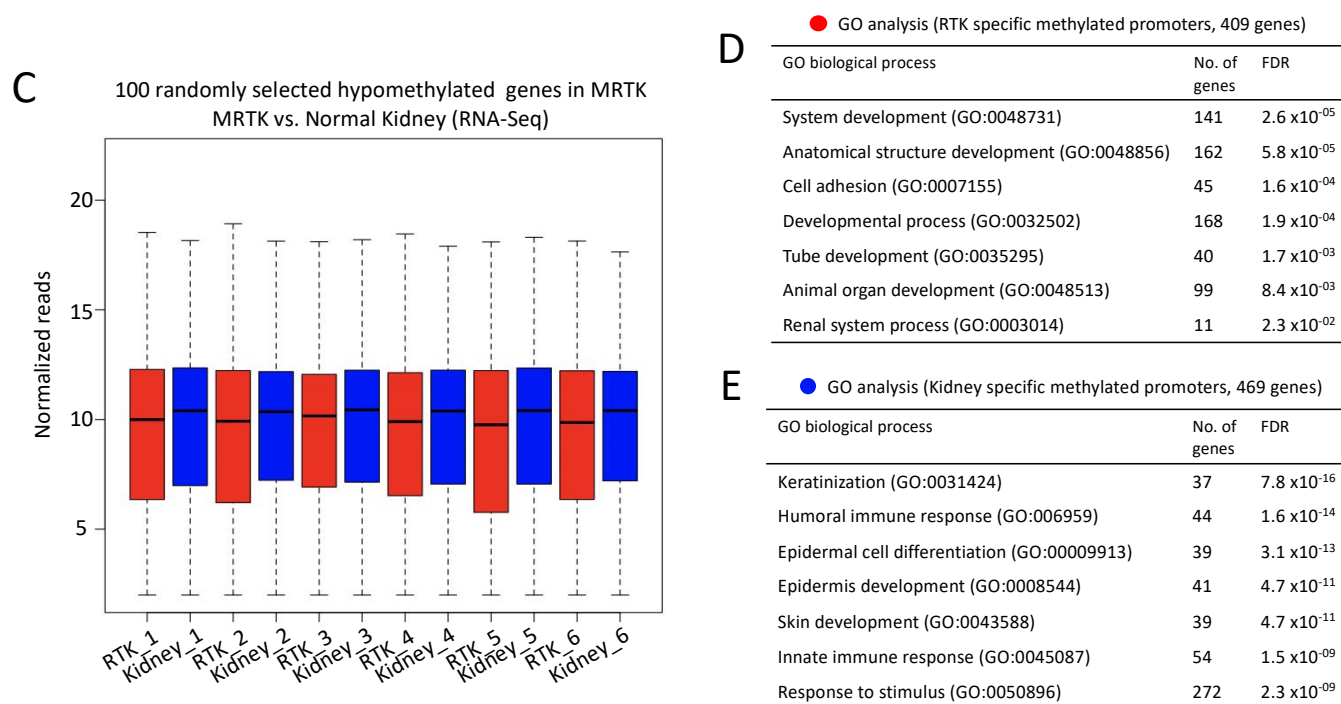 C
100 randomly selected hypomethylated genes in MRTK
MRTK vs. Normal Kidney (RNA-Seq)
Normalized reads
20
15
10
5
RTK_1
Kidney_1
RTK_2
Kidney_2
RTK_3
Kidney_3
RTK_4
Kidney_4
RTK_5
Kidney_5
RTK_6
Kidney_6
D
GO analysis (RTK specific methylated promoters, 409 genes)
GO biological process No. of genes FDR
System development (GO:0048731) 141 2.6 x10⁻⁰⁵
Anatomical structure development (GO:0048856) 162 5.8 x10⁻⁰⁵
Cell adhesion (GO:0007155) 45 1.6 x10⁻⁰⁴
Developmental process (GO:0032502) 168 1.9 x10⁻⁰⁴
Tube development (GO:0035295) 40 1.7 x10⁻⁰³
Animal organ development (GO:0048513) 99 8.4 x10⁻⁰³
Renal system process (GO:0003014) 11 2.3 x10⁻⁰²
E
GO analysis (Kidney specific methylated promoters, 469 genes)
GO biological process No. of genes FDR
Keratinization (GO:0031424) 37 7.8 x10⁻¹⁶
Humoral immune response (GO:006959) 44 1.6 x10⁻¹⁴
Epidermal cell differentiation (GO:00009913) 39 3.1 x10⁻¹³
Epidermis development (GO:0008544) 41 4.7 x10⁻¹¹
Skin development (GO:0043588) 39 4.7 x10⁻¹¹
Innate immune response (GO:0045087) 54 1.5 x10⁻⁰⁹
Response to stimulus (GO:0050896) 272 2.3 x10⁻⁰⁹